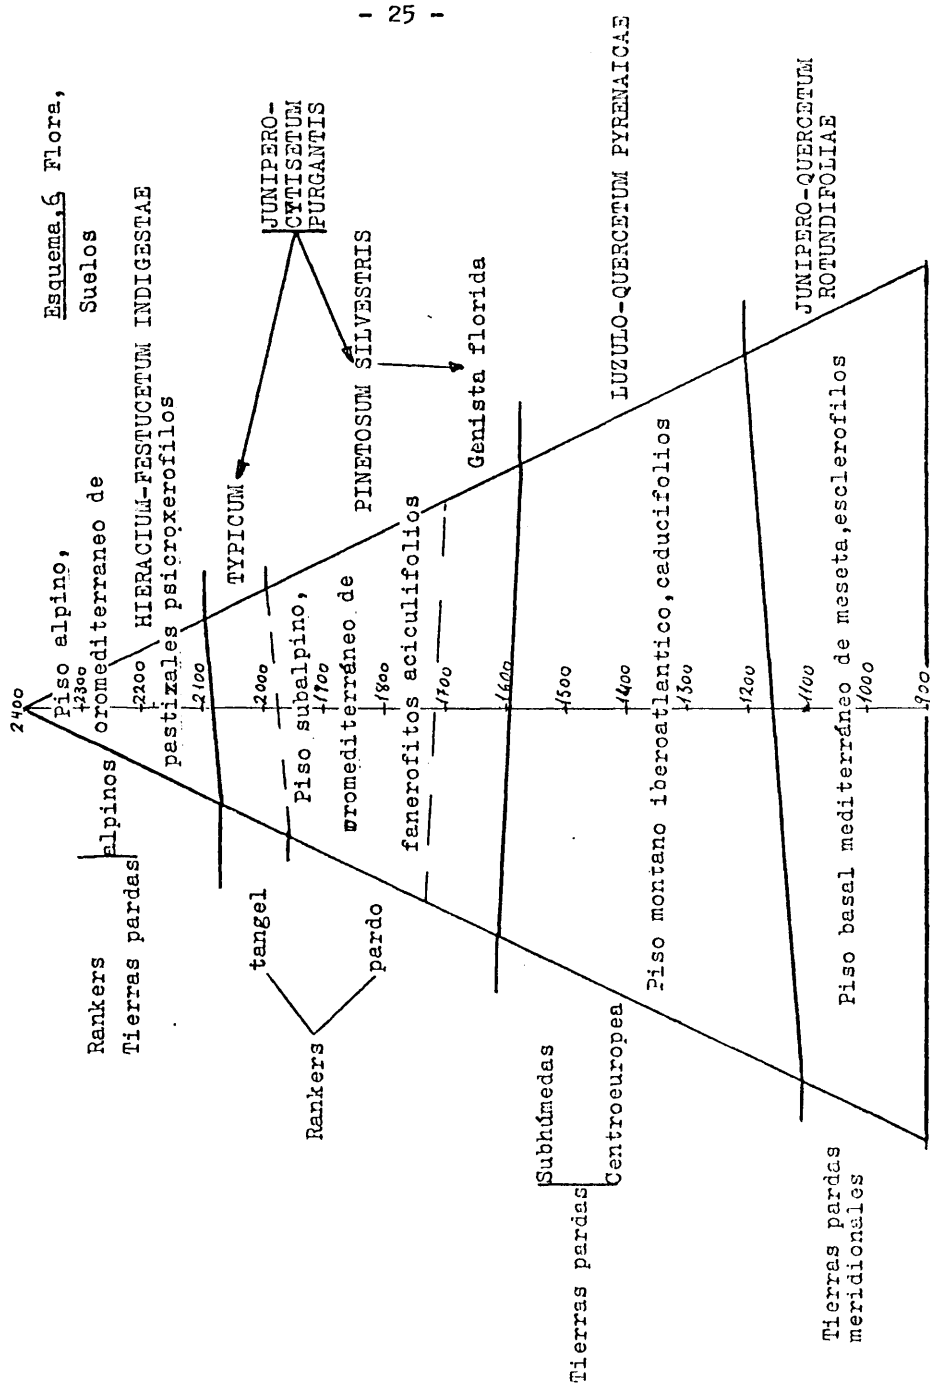 - 25 -
Esquema,6 Flora,
Suelos
2400
Piso alpino,
2300
oromediterraneo de
2200
HIERACIUM-FESTUCETUM INDIGESTAE
pastizales psicroxerofilos
2100
TYPICUM
2000
Piso subalpino,
1900
oromediterráneo de
1800
fanerofitos aciculifolios
1700
JUNIPERO-
CYTISETUM
PURGANTIS
PINETOSUM SILVESTRIS
Genista florida
1600
1500
LUZULO-QUERCETUM PYRENAICAE
1400
Piso montano iberoatlantico,caducifolios
1300
1200
JUNIPERO-QUERCETUM
ROTUNDIFOLIAE
1100
Piso basal mediterráneo de meseta,esclerofilos
1000
900
Rankers
alpinos
Tierras pardas
tangel
Rankers
pardo
Subhúmedas
Tierras pardas
Centroeuropea
Tierras pardas
meridionales